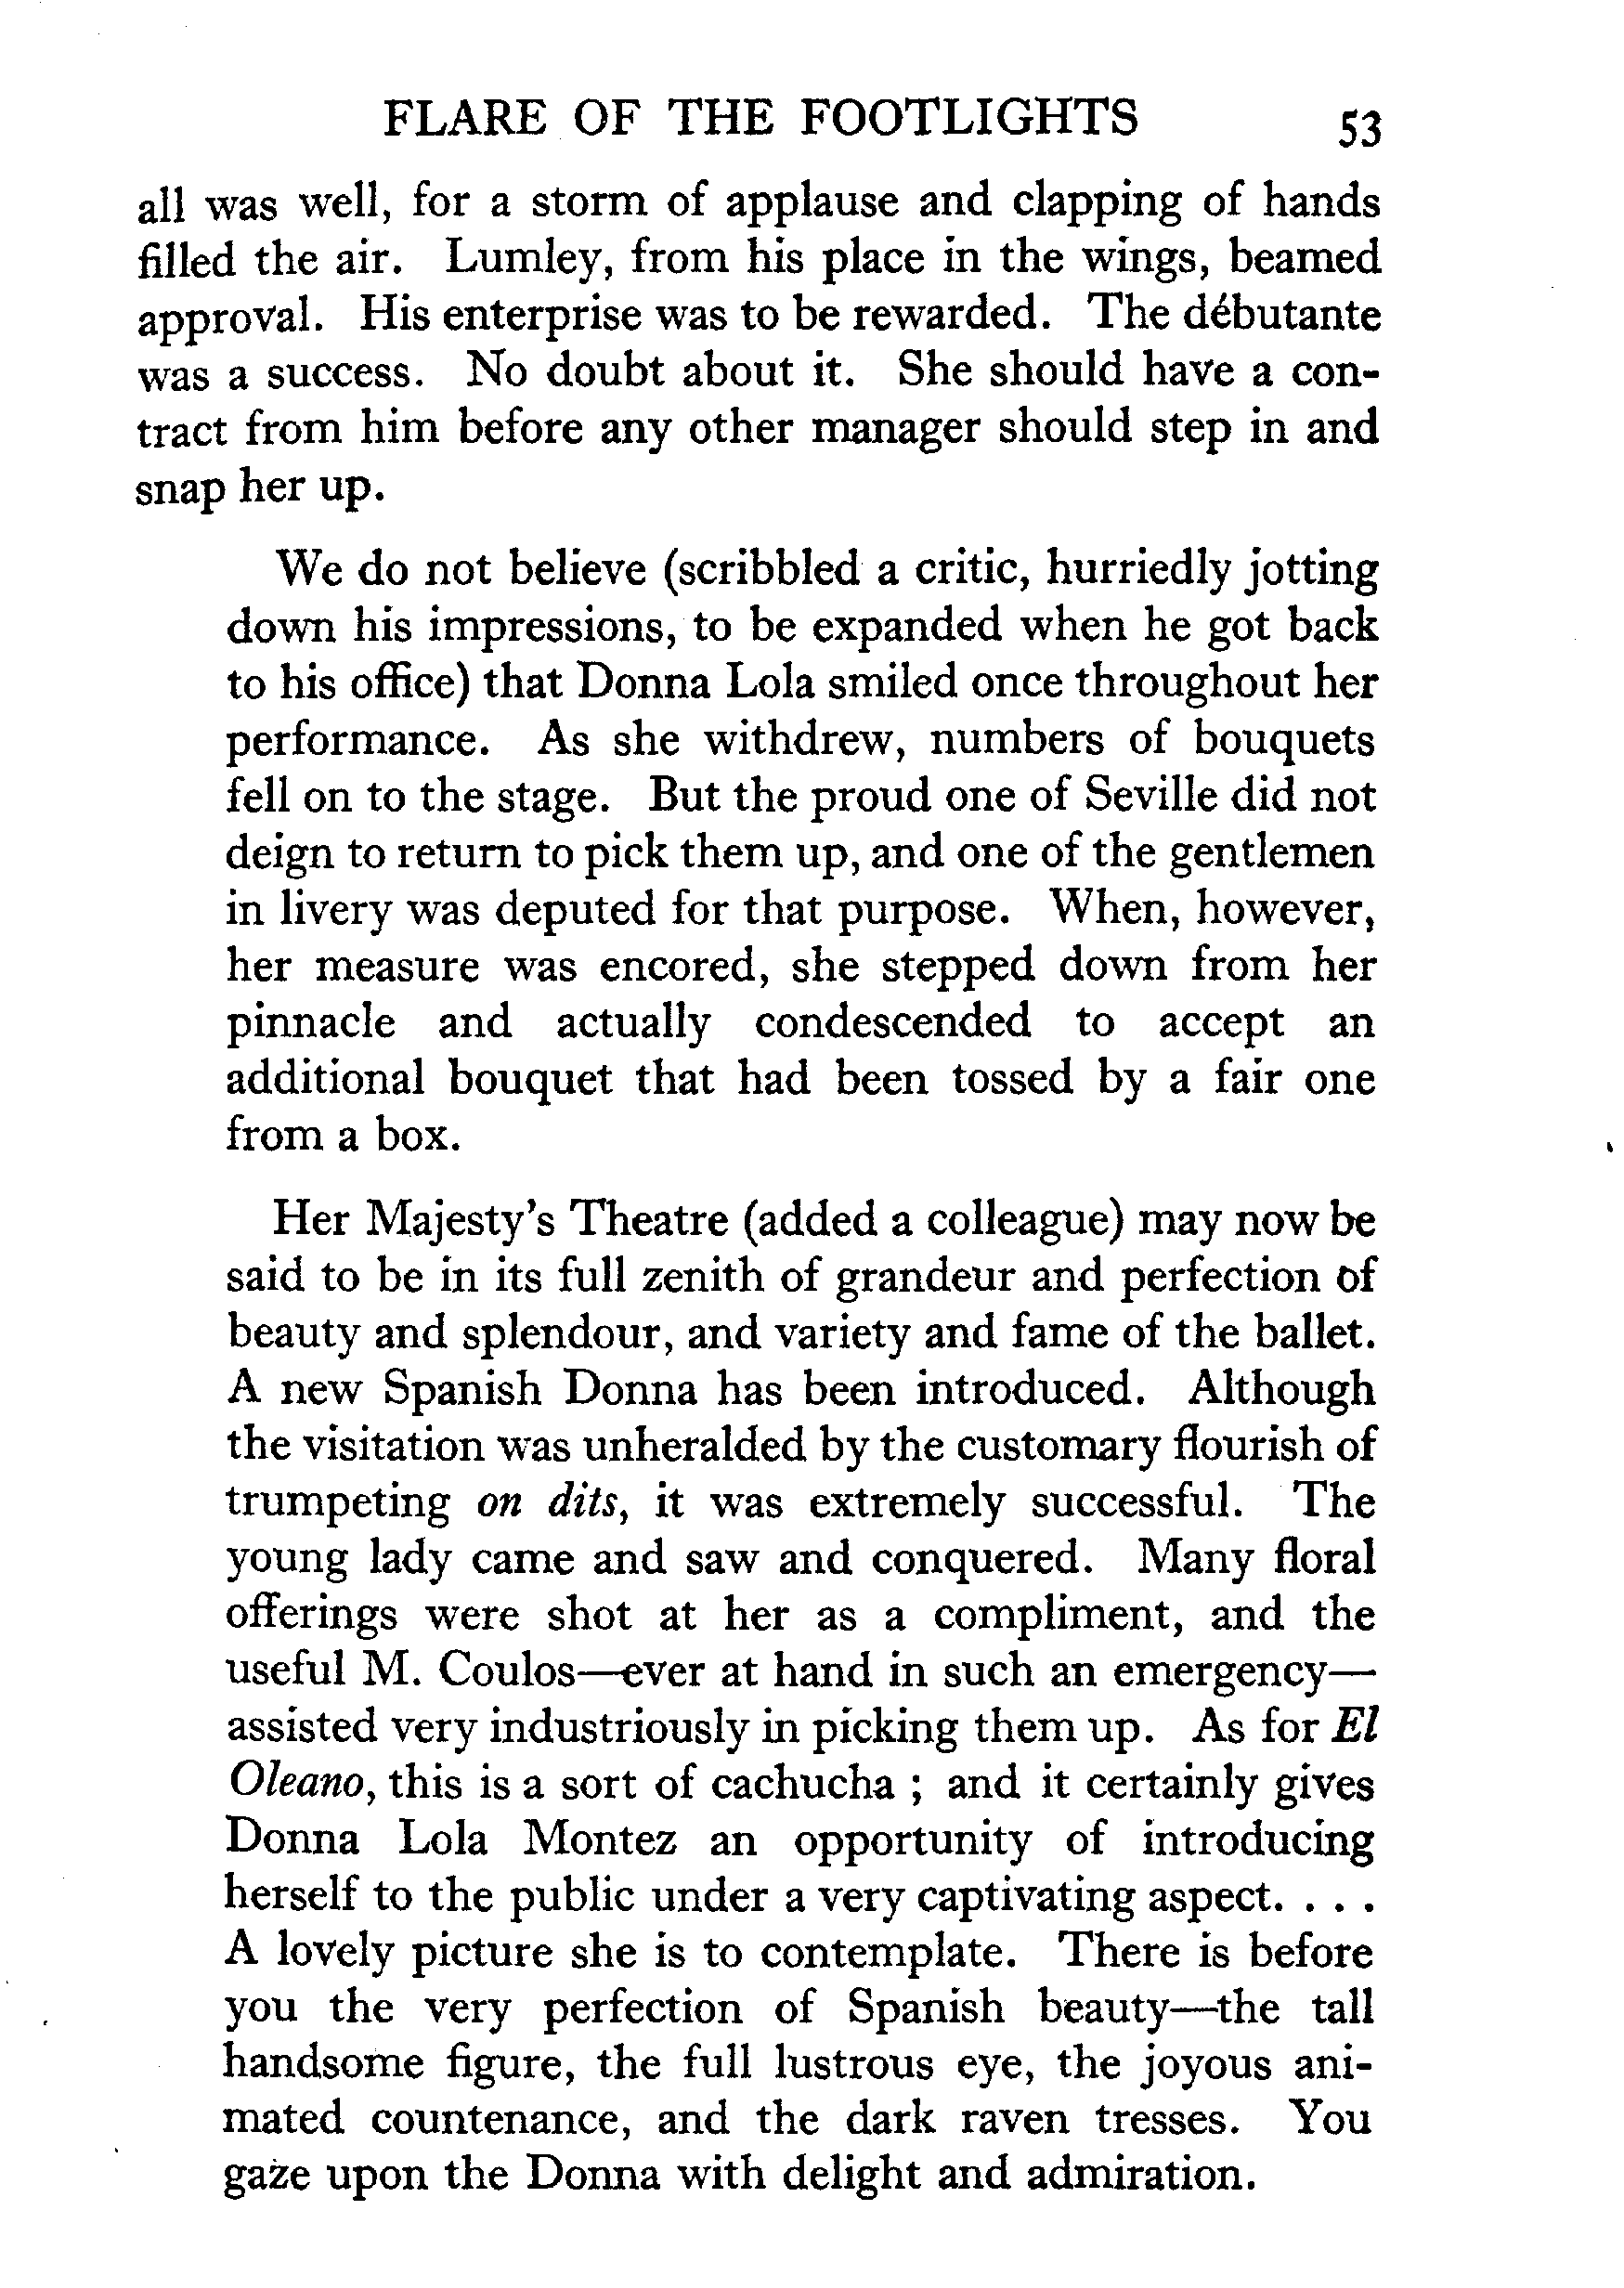 FLARE OF THE FOOTLIGHTS 53
all was well, for a storm of applause and clapping of hands
filled the air. Lumley, from his place in the wings, beamed
approval. His enterprise was to be rewarded. The débutante
was a success. No doubt about it. She should have a con-
tract from him before any other manager should step in and
snap her up.
We do not believe (scribbled a critic, hurriedly jotting
down his impressions, to be expanded when he got back
to his office) that Donna Lola smiled once throughout her
performance. As she withdrew, numbers of bouquets
fell on to the stage. But the proud one of Seville did not
deign to return to pick them up, and one of the gentlemen
in livery was deputed for that purpose. When, however,
her measure was encored, she stepped down from her
pinnacle and actually condescended to accept an
additional bouquet that had been tossed by a fair one
from a box.
Her Majesty's Theatre (added a colleague) may now be
said to be in its full zenith of grandeur and perfection of
beauty and splendour, and variety and fame of the ballet.
A new Spanish Donna has been introduced. Although
the visitation was unheralded by the customary flourish of
trumpeting on dits, it was extremely successful. The
young lady came and saw and conquered. Many floral
offerings were shot at her as a compliment, and the
useful M. Coulos—ever at hand in such an emergency—
assisted very industriously in picking them up. As for El
Oleano, this is a sort of cachucha ; and it certainly gives
Donna Lola Montez an opportunity of introducing
herself to the public under a very captivating aspect. . . .
A lovely picture she is to contemplate. There is before
you the very perfection of Spanish beauty—the tall
handsome figure, the full lustrous eye, the joyous ani-
mated countenance, and the dark raven tresses. You
gaze upon the Donna with delight and admiration.